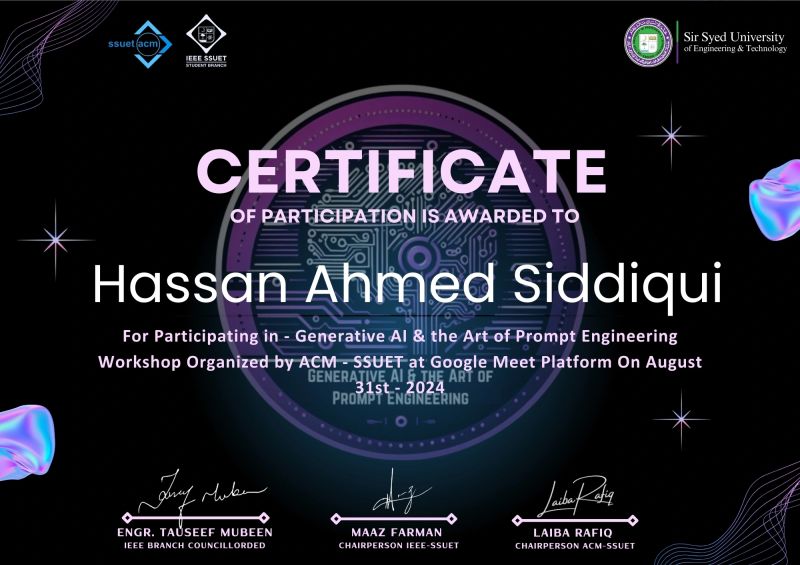 ssuet acm
IEEE SSUET
STUDENT BRANCH
Sir Syed University
of Engineering & Technology
CERTIFICATE
OF PARTICIPATION IS AWARDED TO
Hassan Ahmed Siddiqui
For Participating in - Generative AI & the Art of Prompt Engineering
Workshop Organized by ACM - SSUET at Google Meet Platform On August
31st - 2024
Generative AI & the Art of
Prompt Engineering
Laiba Rafiq
ENGR. TAUSEEF MUBEEN
IEEE BRANCH COUNCILLORDED
MAAZ FARMAN
CHAIRPERSON IEEE-SSUET
LAIBA RAFIQ
CHAIRPERSON ACM-SSUET